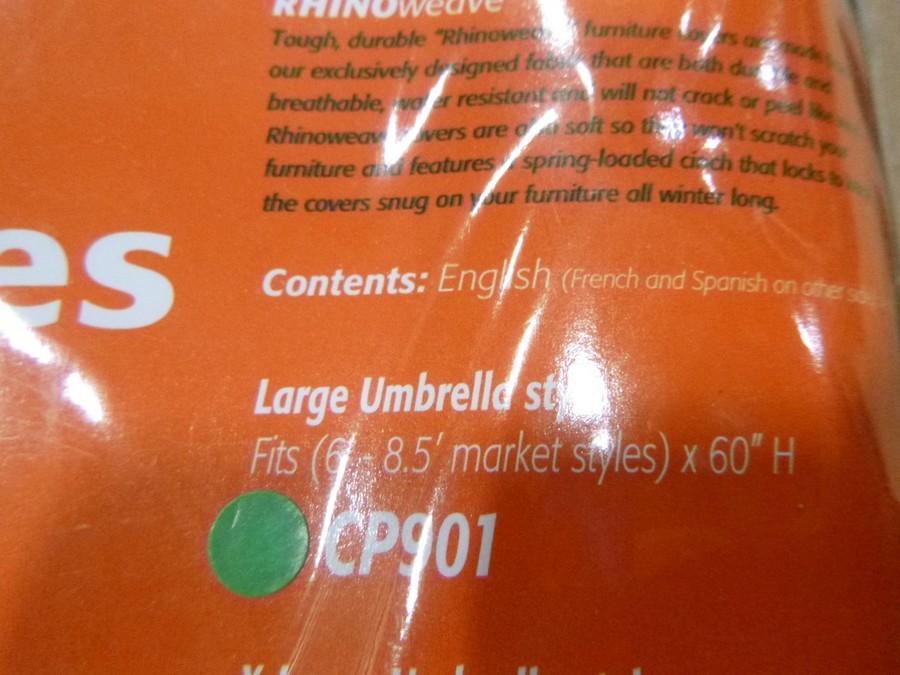 RHINOweave
Tough, durable "Rhinoweave" furniture covers are made
our exclusively designed fabric that are both durable and
breathable, water resistant and will not crack or peel like
Rhinoweave covers are also soft so they won't scratch your
furniture and features a spring-loaded cinch that locks to
the covers snug on your furniture all winter long.
es
Contents: English (French and Spanish on other side
Large Umbrella style
Fits (6' - 8.5' market styles) x 60" H
CP901